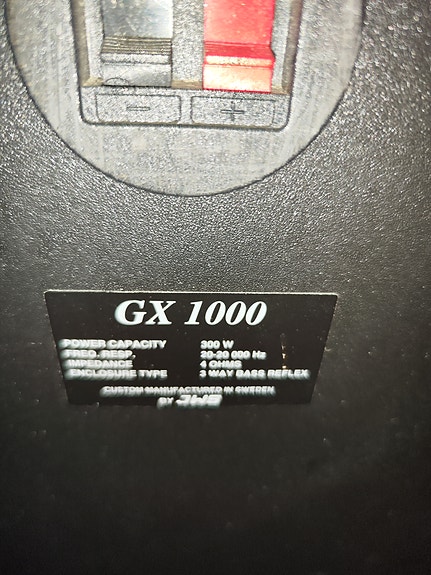 − +
GX 1000
POWER CAPACITY 300 W
FREQ. RESP. 20-20 000 Hz
IMPEDANCE 4 OHMS
ENCLOSURE TYPE 3 WAY BASS REFLEX
CUSTOM MANUFACTURED IN SWEDEN
BY